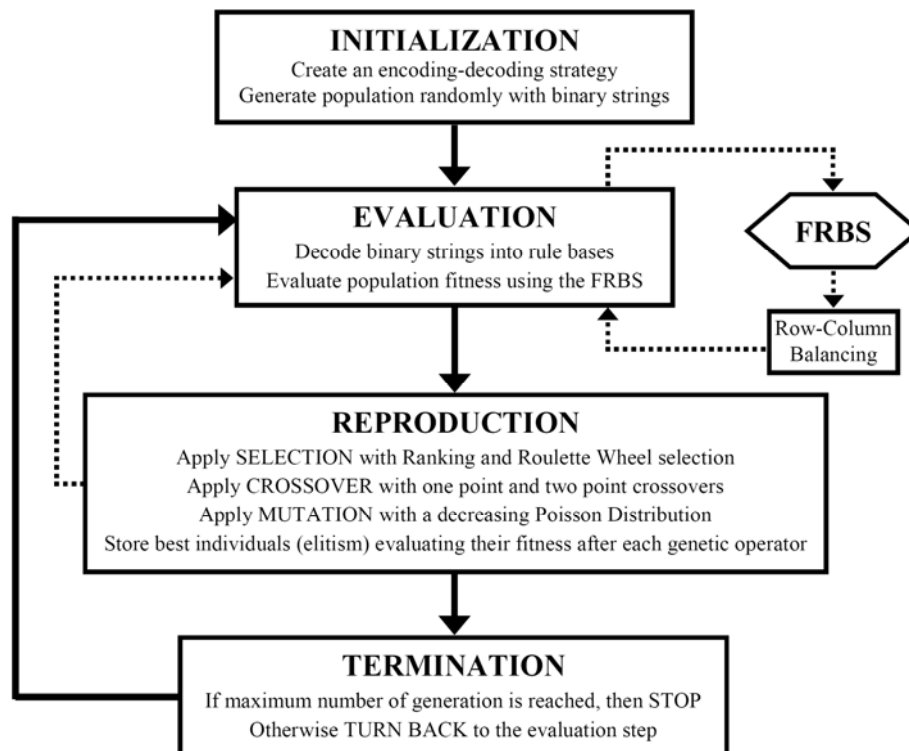 INITIALIZATION
Create an encoding-decoding strategy
Generate population randomly with binary strings
EVALUATION
Decode binary strings into rule bases
Evaluate population fitness using the FRBS
FRBS
Row-Column
Balancing
REPRODUCTION
Apply SELECTION with Ranking and Roulette Wheel selection
Apply CROSSOVER with one point and two point crossovers
Apply MUTATION with a decreasing Poisson Distribution
Store best individuals (elitism) evaluating their fitness after each genetic operator
TERMINATION
If maximum number of generation is reached, then STOP
Otherwise TURN BACK to the evaluation step